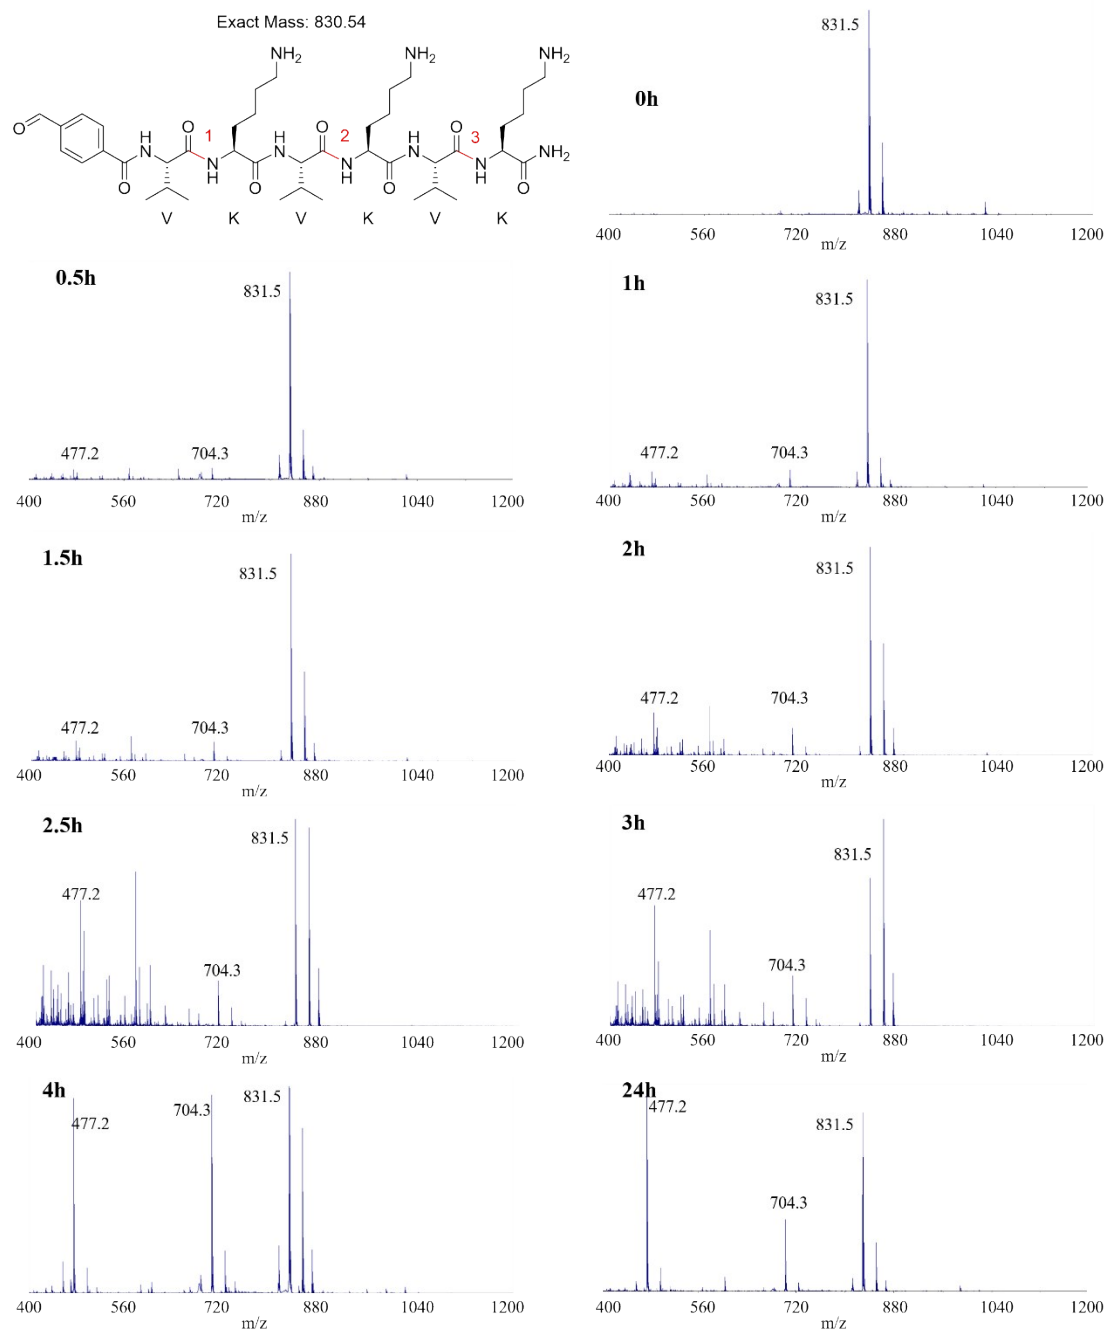 Exact Mass: 830.54
NH2 NH2 NH2
O O 1 O 2 O 3
H N H N H N NH2
O N H O N H O N H O
V K V K V K
0h
831.5
400 560 720 880 1040 1200
m/z
0.5h
831.5
477.2 704.3
400 560 720 880 1040 1200
m/z
1h
831.5
477.2 704.3
400 560 720 880 1040 1200
m/z
1.5h
831.5
477.2 704.3
400 560 720 880 1040 1200
m/z
2h
831.5
477.2 704.3
400 560 720 880 1040 1200
m/z
2.5h
831.5
477.2
704.3
400 560 720 880 1040 1200
m/z
3h
831.5
477.2
704.3
400 560 720 880 1040 1200
m/z
4h
831.5
704.3
477.2
400 560 720 880 1040 1200
m/z
24h
477.2
831.5
704.3
400 560 720 880 1040 1200
m/z